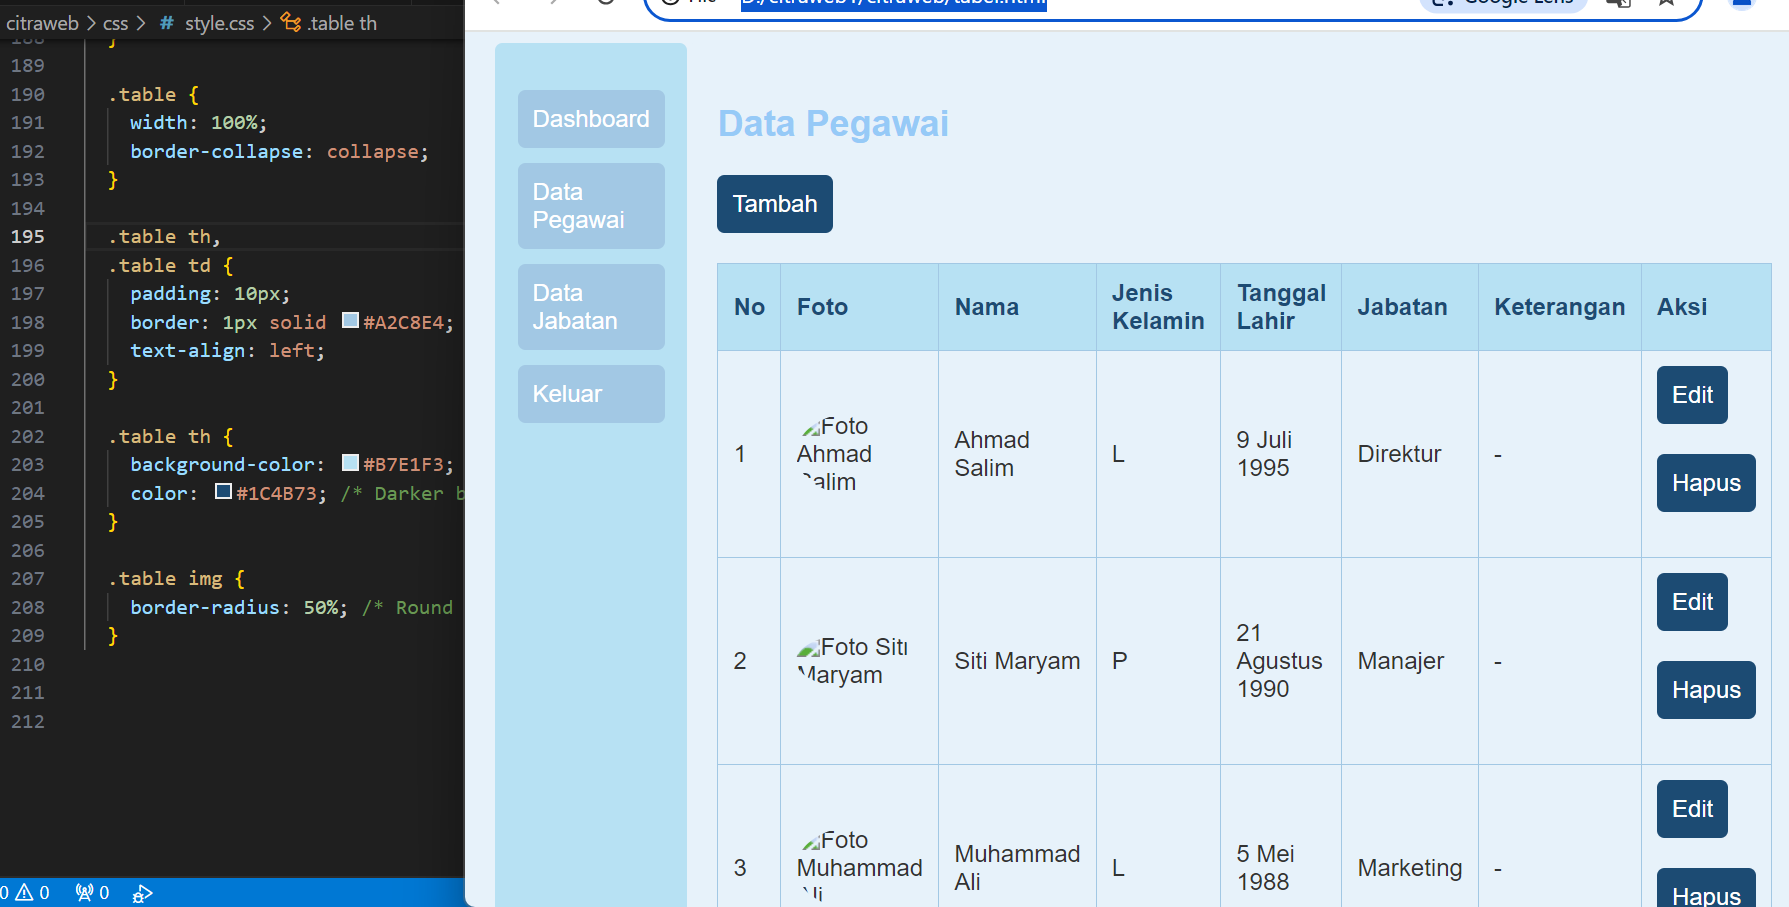 citraweb > css > # style.css > .table th
188 }
189
190 .table {
191 width: 100%;
192 border-collapse: collapse;
193 }
194
195 .table th,
196 .table td {
197 padding: 10px;
198 border: 1px solid #A2C8E4;
199 text-align: left;
200 }
201
202 .table th {
203 background-color: #B7E1F3;
204 color: #1C4B73; /* Darker b
205 }
206
207 .table img {
208 border-radius: 50%; /* Round
209 }
210
211
212
0 0 0
File D:/citraweb1/citraweb/tabel.html Google Lens
Dashboard
Data
Pegawai
Data
Jabatan
Keluar
Data Pegawai
Tambah
No Foto Nama Jenis Kelamin Tanggal Lahir Jabatan Keterangan Aksi
1 Foto Ahmad Salim Ahmad Salim L 9 Juli 1995 Direktur - Edit
Hapus
2 Foto Siti Maryam Siti Maryam P 21 Agustus 1990 Manajer - Edit
Hapus
3 Foto Muhammad Ali Muhammad Ali L 5 Mei 1988 Marketing - Edit
Hapus